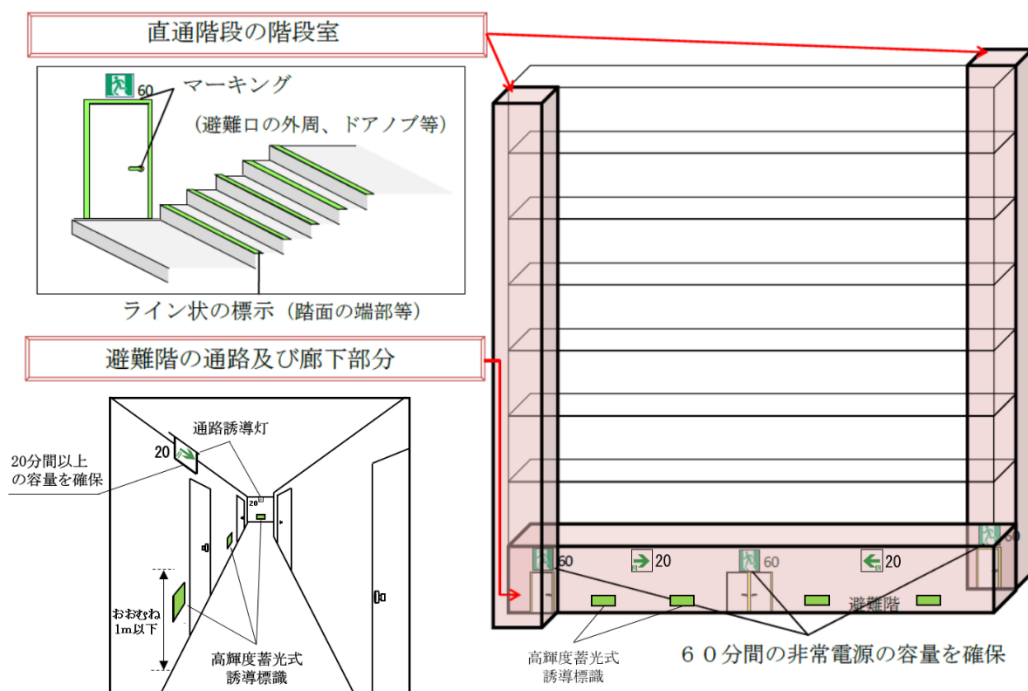 直通階段の階段室
60
マーキング
(避難口の外周、ドアノブ等)
ライン状の標示(踏面の端部等)
避難階の通路及び廊下部分
通路誘導灯
20
20分間以上
の容量を確保
20
おおむね
1m以下
高輝度蓄光式
誘導標識
60
20
60
20
60
避難階
高輝度蓄光式
誘導標識
60分間の非常電源の容量を確保